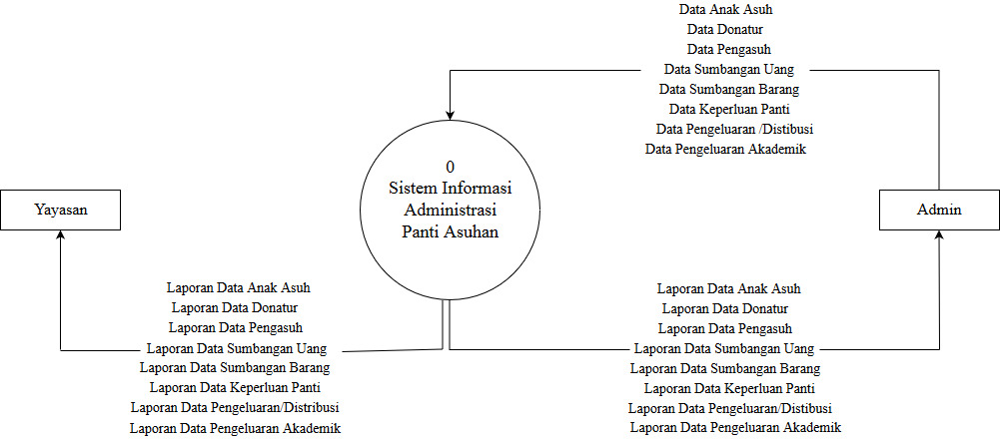 Data Anak Asuh
Data Donatur
Data Pengasuh
Data Sumbangan Uang
Data Sumbangan Barang
Data Keperluan Panti
Data Pengeluaran /Distibusi
Data Pengeluaran Akademik
0
Sistem Informasi
Administrasi
Panti Asuhan
Yayasan
Admin
Laporan Data Anak Asuh
Laporan Data Donatur
Laporan Data Pengasuh
Laporan Data Sumbangan Uang
Laporan Data Sumbangan Barang
Laporan Data Keperluan Panti
Laporan Data Pengeluaran/Distribusi
Laporan Data Pengeluaran Akademik
Laporan Data Anak Asuh
Laporan Data Donatur
Laporan Data Pengasuh
Laporan Data Sumbangan Uang
Laporan Data Sumbangan Barang
Laporan Data Keperluan Panti
Laporan Data Pengeluaran/Distibusi
Laporan Data Pengeluaran Akademik